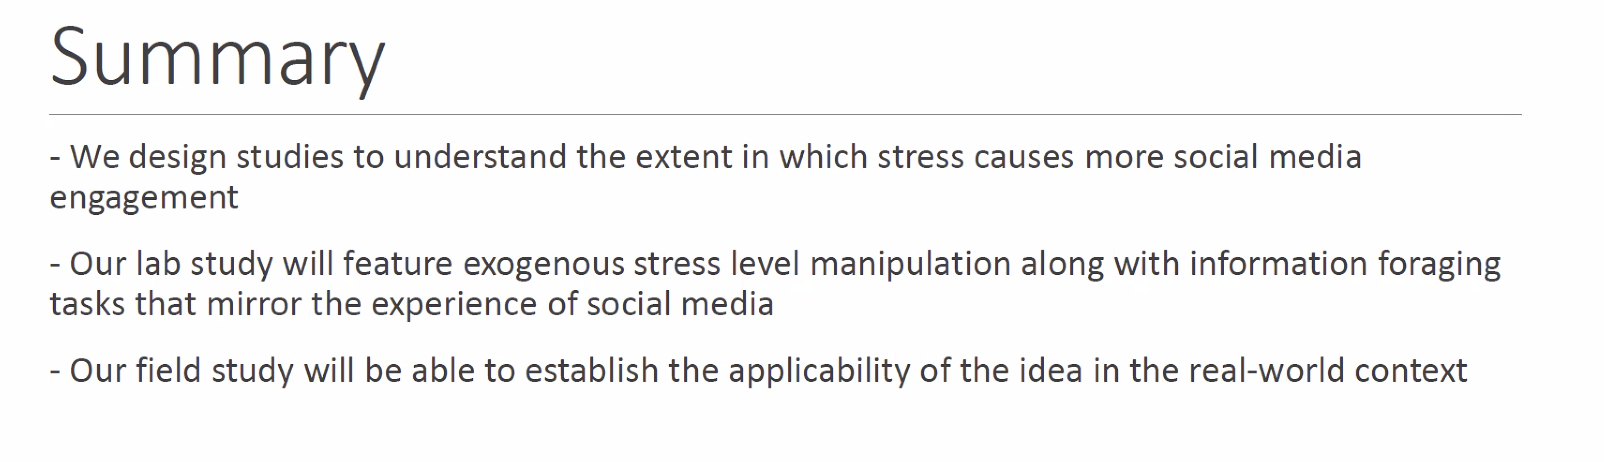 Summary
- We design studies to understand the extent in which stress causes more social media
engagement
- Our lab study will feature exogenous stress level manipulation along with information foraging
tasks that mirror the experience of social media
- Our field study will be able to establish the applicability of the idea in the real-world context